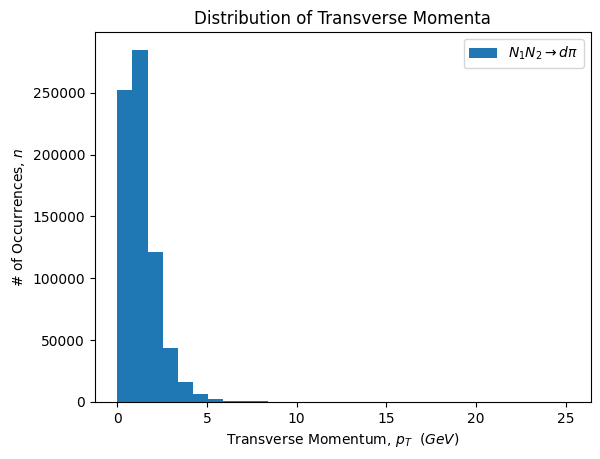 Distribution of Transverse Momenta
N₁N₂ → dπ
# of Occurrences, n
250000
200000
150000
100000
50000
0
0 5 10 15 20 25
Transverse Momentum, p_T (GeV)